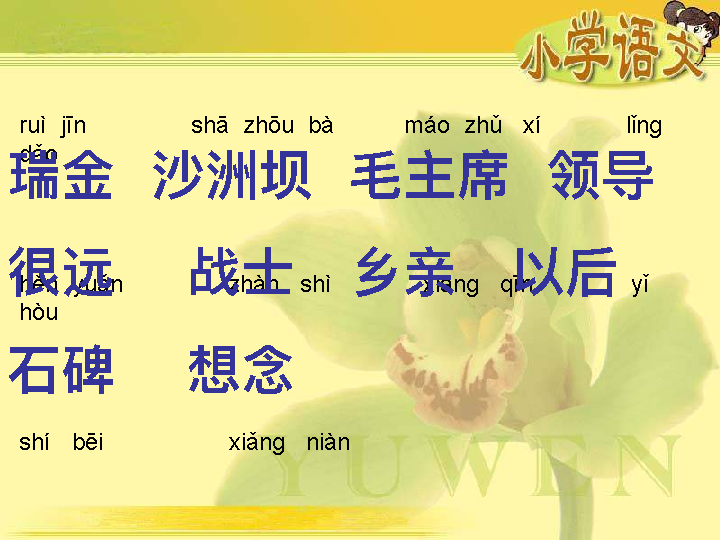 小学语文
ruì jīn shā zhōu bà máo zhǔ xí lǐng
dǎo
瑞金 沙洲坝 毛主席 领导
很远 战士 乡亲 以后
hěn yuǎn zhàn shì xiāng qīn yǐ
hòu
石碑 想念
shí bēi xiǎng niàn
YUWEN